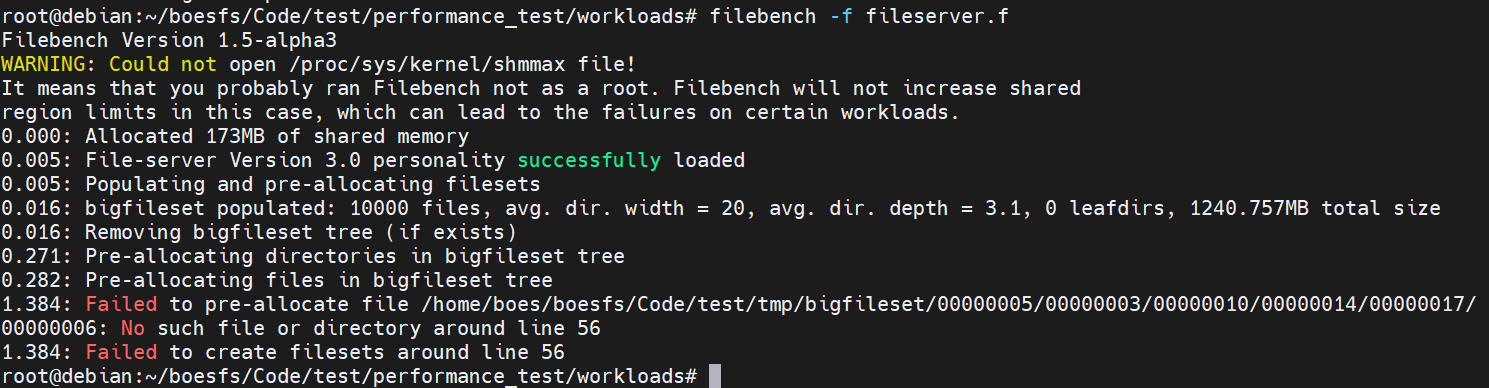 root@debian:~/boesfs/Code/test/performance_test/workloads# filebench -f fileserver.f
Filebench Version 1.5-alpha3
WARNING: Could not open /proc/sys/kernel/shmmax file!
It means that you probably ran Filebench not as a root. Filebench will not increase shared
region limits in this case, which can lead to the failures on certain workloads.
0.000: Allocated 173MB of shared memory
0.005: File-server Version 3.0 personality successfully loaded
0.005: Populating and pre-allocating filesets
0.016: bigfileset populated: 10000 files, avg. dir. width = 20, avg. dir. depth = 3.1, 0 leafdirs, 1240.757MB total size
0.016: Removing bigfileset tree (if exists)
0.271: Pre-allocating directories in bigfileset tree
0.282: Pre-allocating files in bigfileset tree
1.384: Failed to pre-allocate file /home/boes/boesfs/Code/test/tmp/bigfileset/00000005/00000003/00000010/00000014/00000017/
00000006: No such file or directory around line 56
1.384: Failed to create filesets around line 56
root@debian:~/boesfs/Code/test/performance_test/workloads#